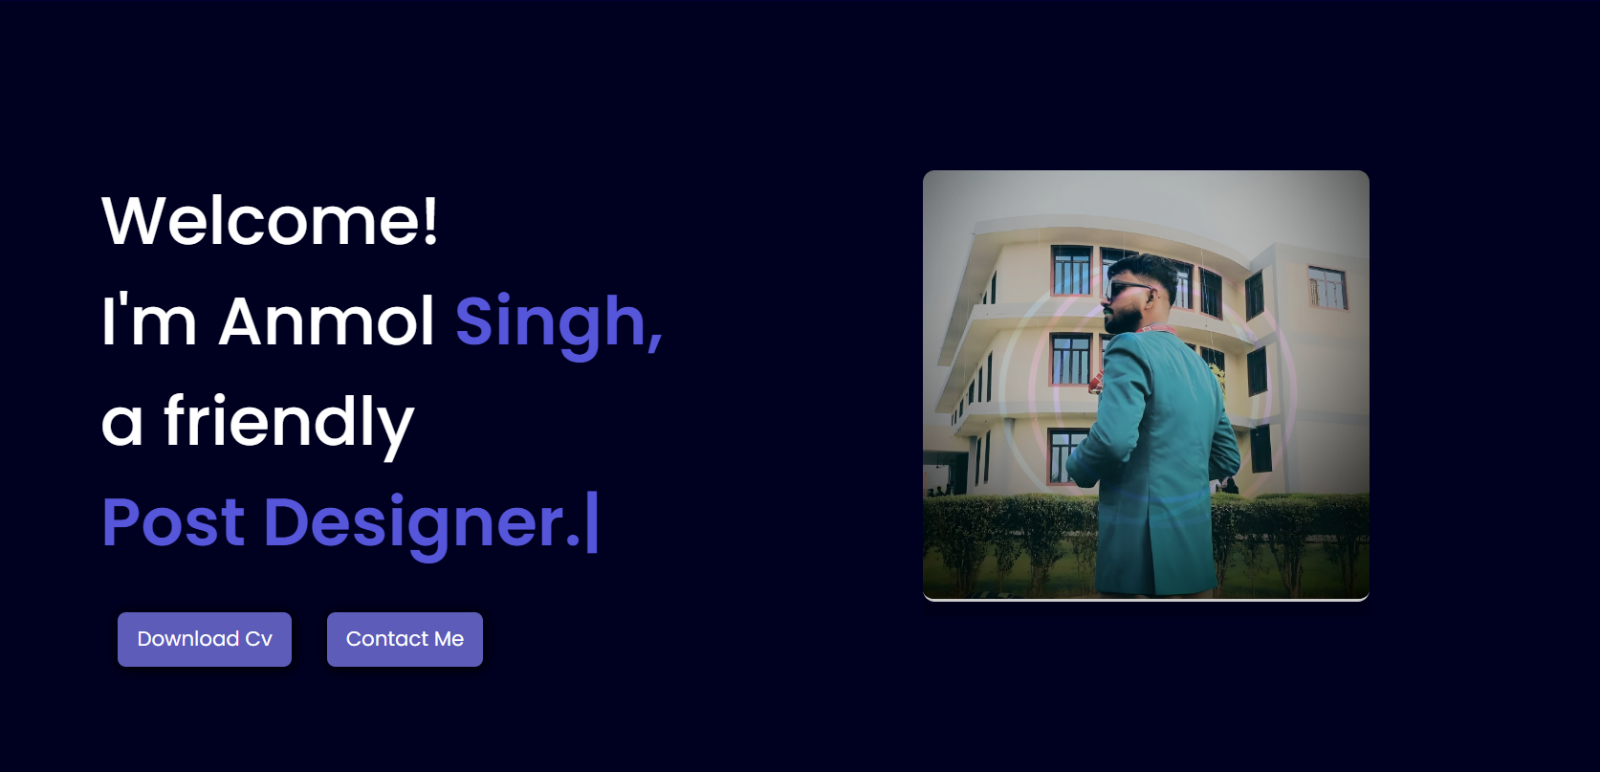 Welcome!
I'm Anmol Singh,
a friendly
Post Designer.|
Download Cv
Contact Me